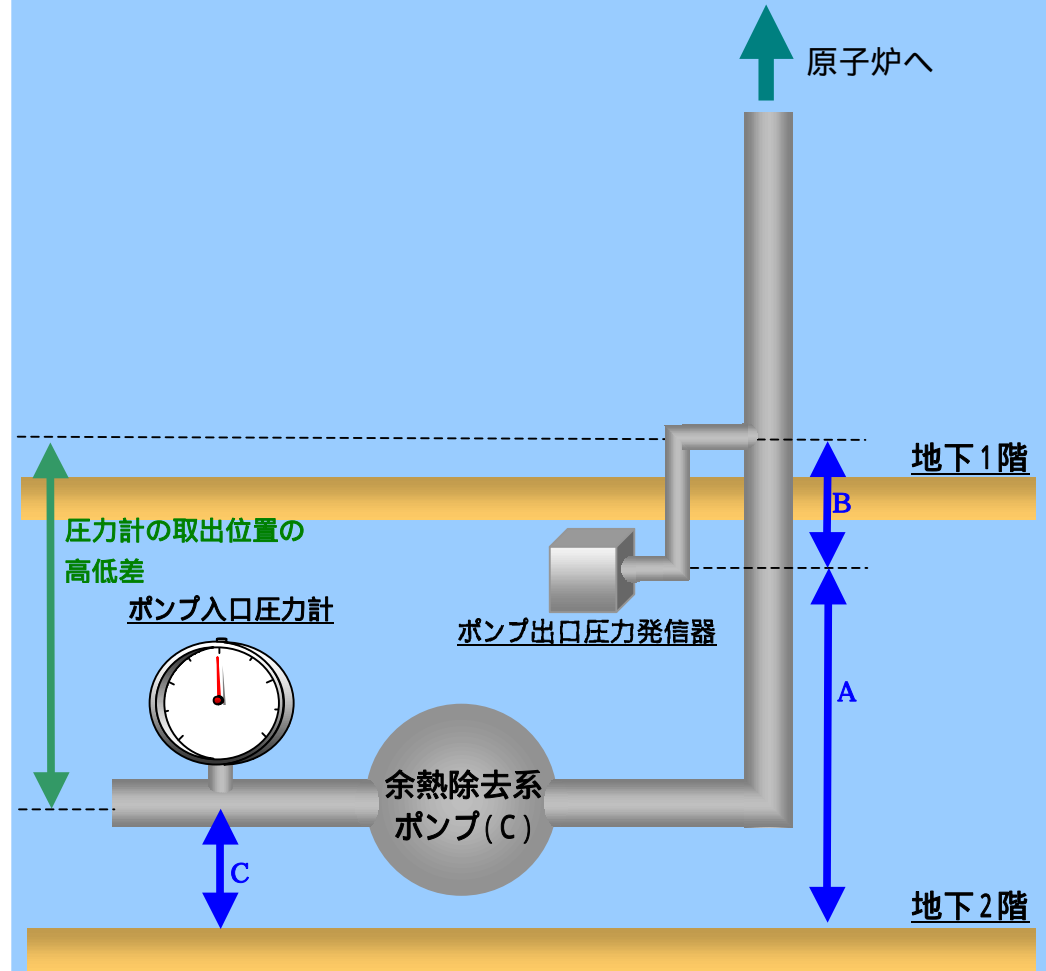 原子炉へ
地下1階
B
圧力計の取出位置の
高低差
ポンプ入口圧力計
ポンプ出口圧力発信器
A
余熱除去系
ポンプ(C)
C
地下2階